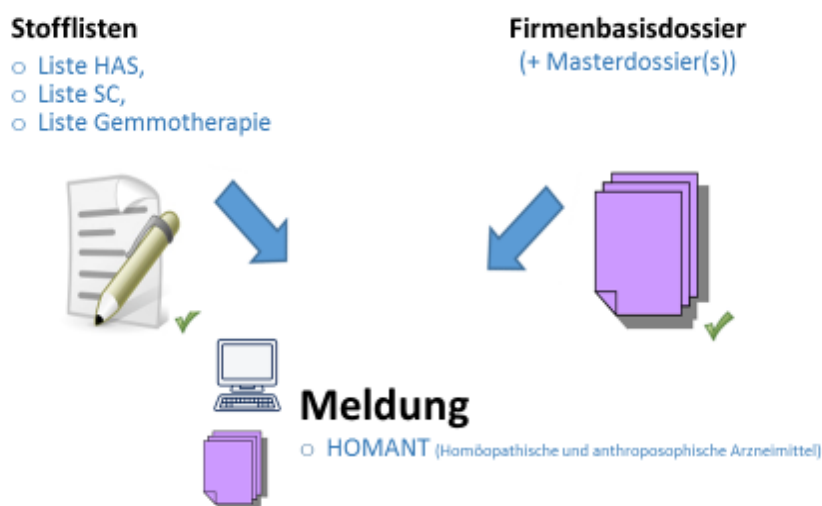 Stofflisten
○ Liste HAS,
○ Liste SC,
○ Liste Gemmotherapie
Firmenbasisdossier
(+ Masterdossier(s))
Meldung
○ HOMANT (Homöopathische und anthroposophische Arzneimittel)